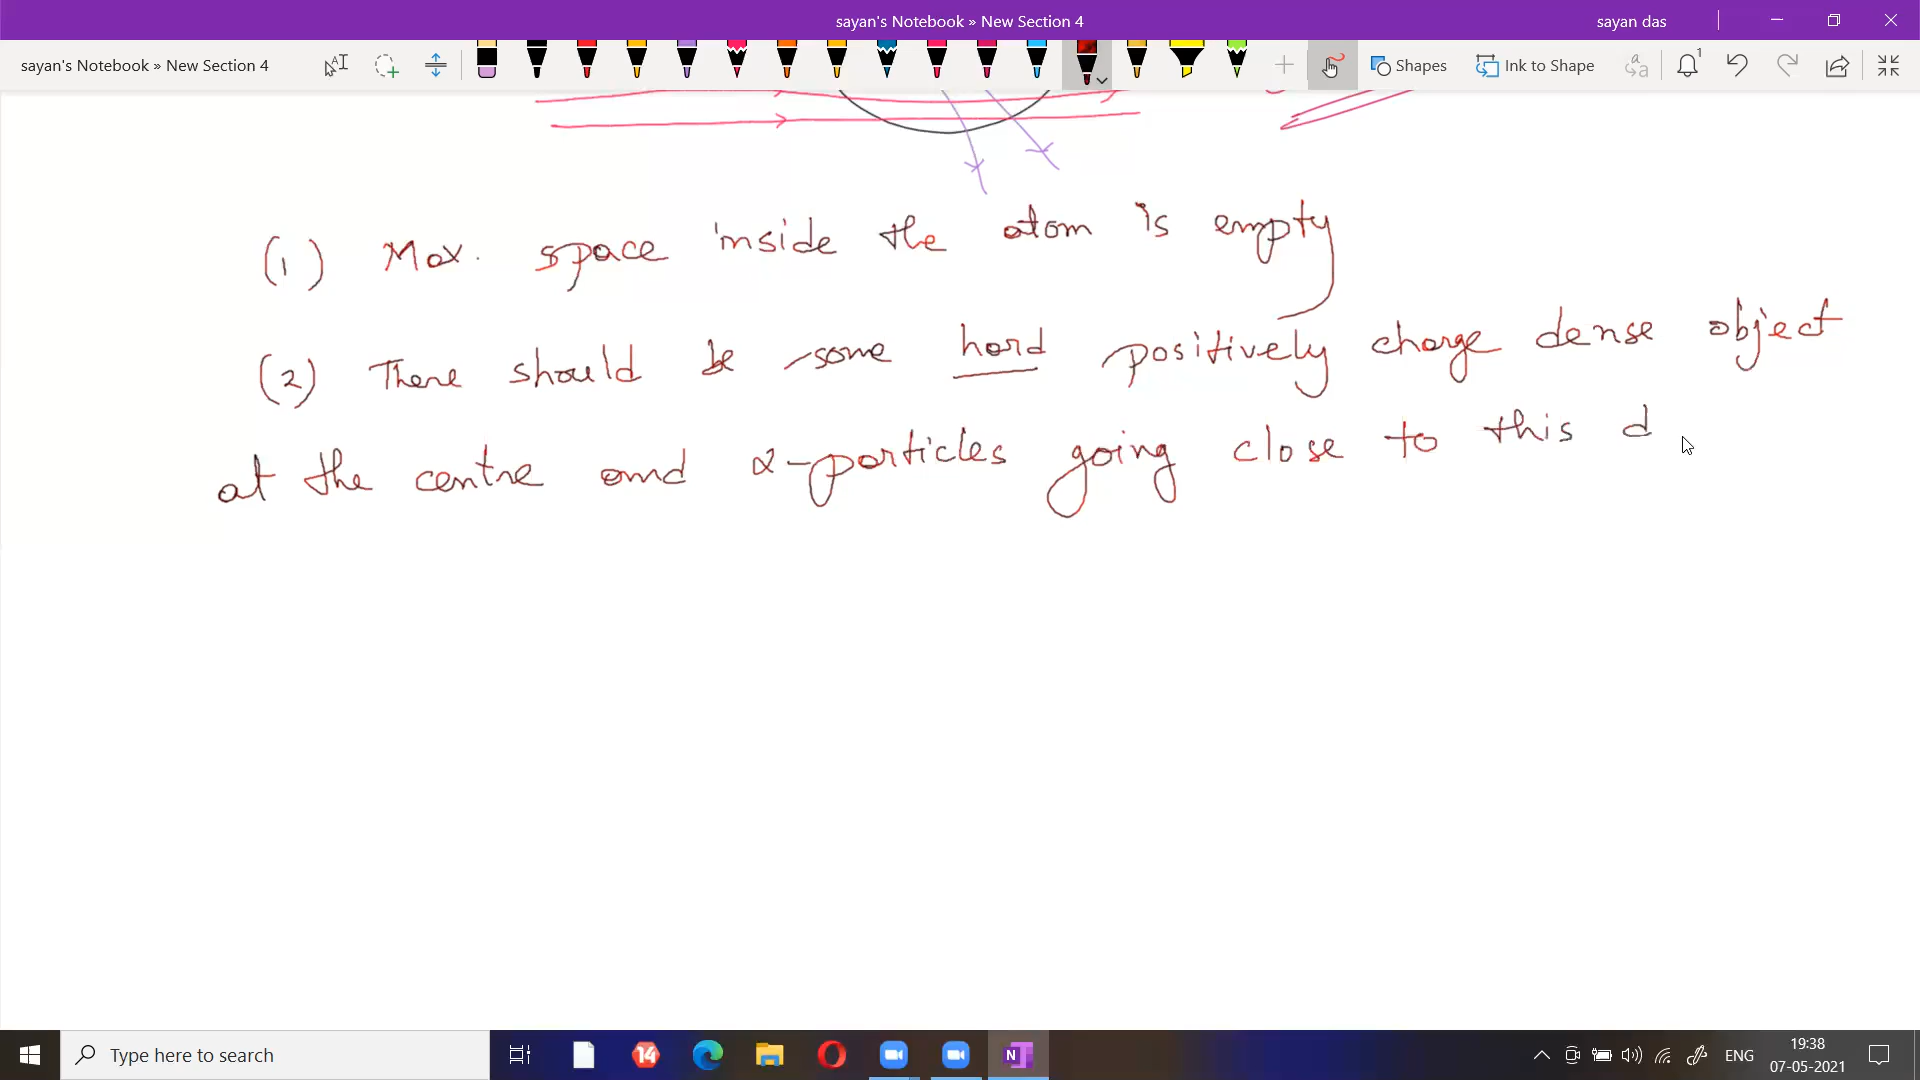 sayan's Notebook » New Section 4
sayan das
sayan's Notebook » New Section 4
Shapes
Ink to Shape
1
(1) Max. space inside the atom is empty
(2) There should be some hard positively charge dense object
at the centre and α-particles going close to this d
Type here to search
14
N
ENG
19:38
07-05-2021